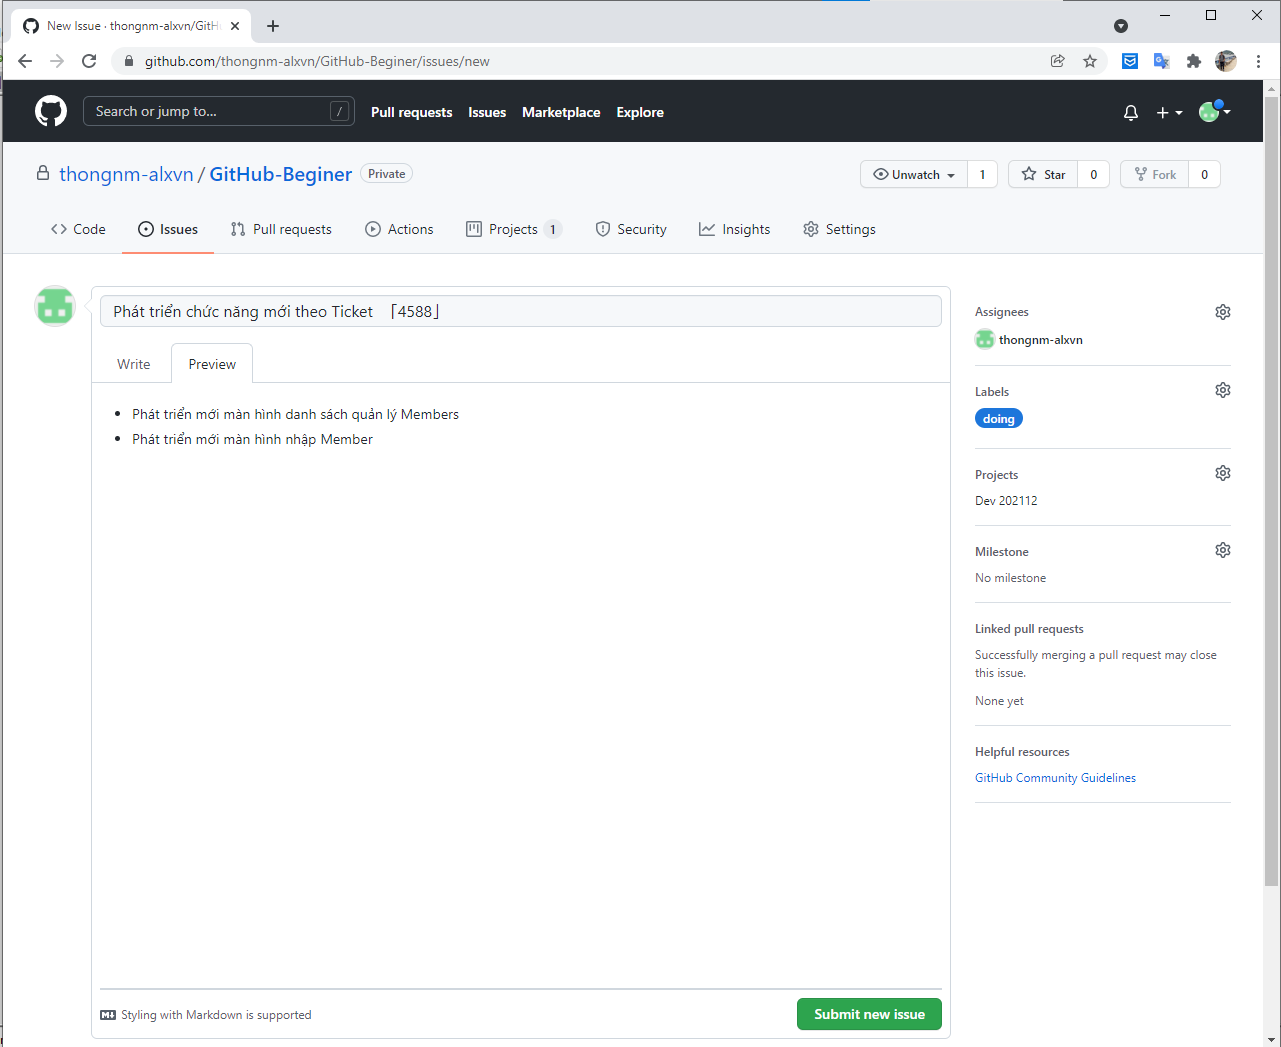 New Issue · thongnm-alxvn/GitH
github.com/thongnm-alxvn/GitHub-Beginer/issues/new
Search or jump to... / Pull requests Issues Marketplace Explore
thongnm-alxvn / GitHub-Beginer Private Unwatch 1 Star 0 Fork 0
Code Issues Pull requests Actions Projects 1 Security Insights Settings
Phát triển chức năng mới theo Ticket 「4588」
Write Preview
• Phát triển mới màn hình danh sách quản lý Members
• Phát triển mới màn hình nhập Member
Styling with Markdown is supported
Submit new issue
Assignees
thongnm-alxvn
Labels
doing
Projects
Dev 202112
Milestone
No milestone
Linked pull requests
Successfully merging a pull request may close
this issue.
None yet
Helpful resources
GitHub Community Guidelines